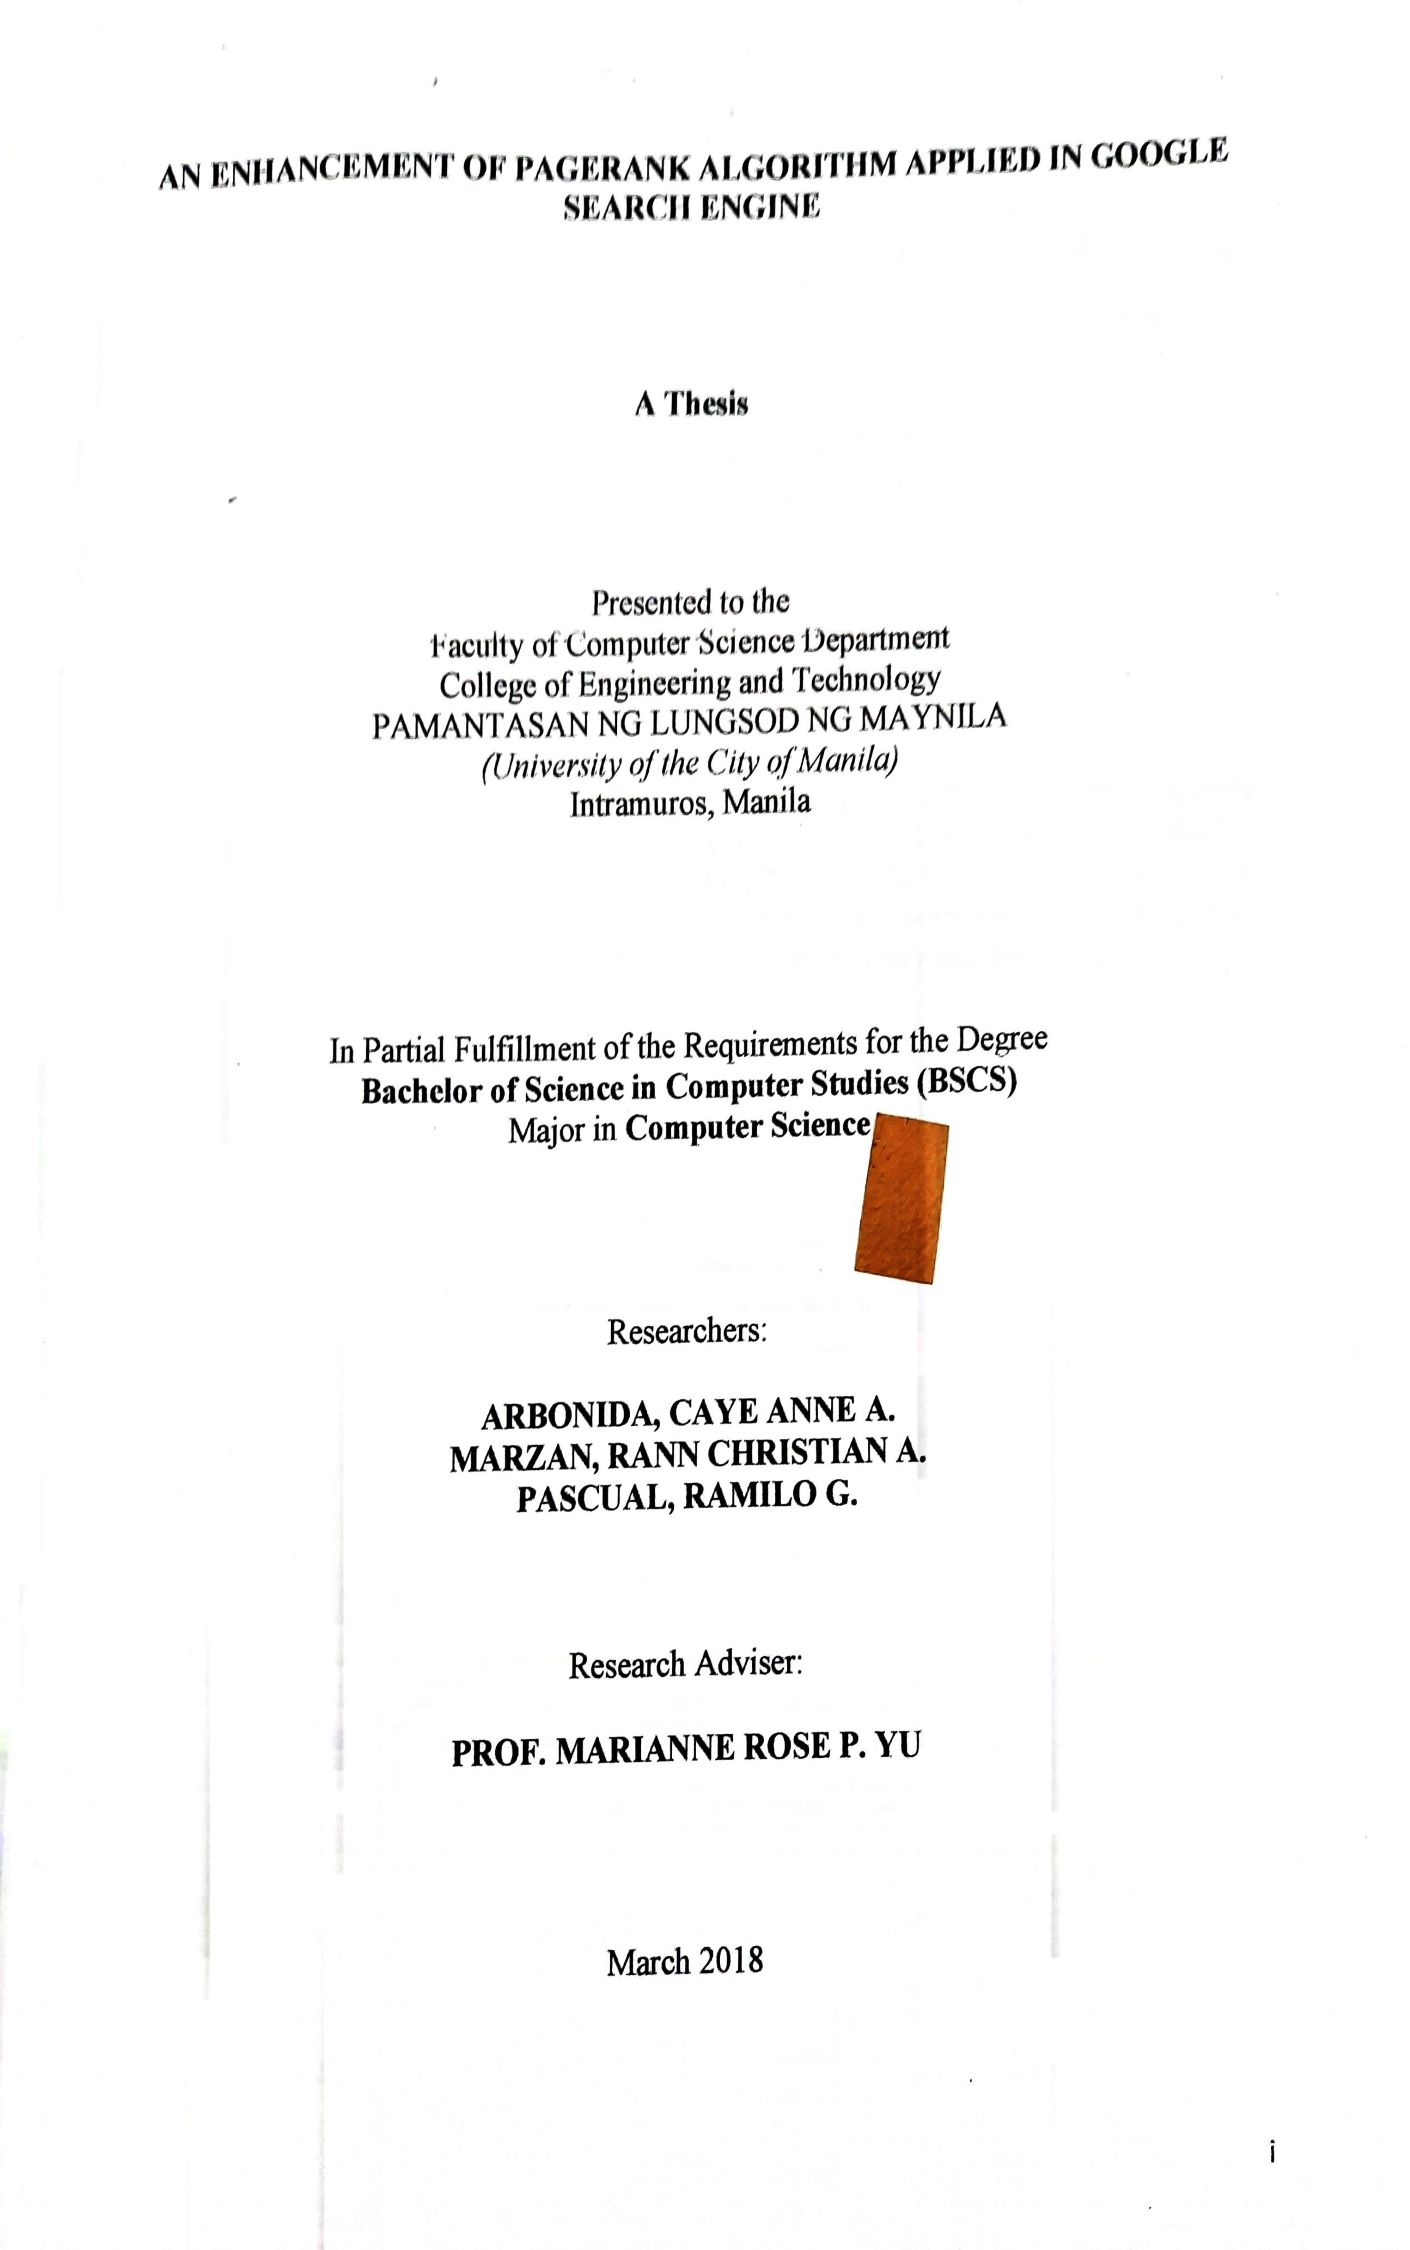 AN ENHANCEMENT OF PAGERANK ALGORITHM APPLIED IN GOOGLE
SEARCH ENGINE
A Thesis
Presented to the
Faculty of Computer Science Department
College of Engineering and Technology
PAMANTASAN NG LUNGSOD NG MAYNILA
(University of the City of Manila)
Intramuros, Manila
In Partial Fulfillment of the Requirements for the Degree
Bachelor of Science in Computer Studies (BSCS)
Major in Computer Science
Researchers:
ARBONIDA, CAYE ANNE A.
MARZAN, RANN CHRISTIAN A.
PASCUAL, RAMILO G.
Research Adviser:
PROF. MARIANNE ROSE P. YU
March 2018
i